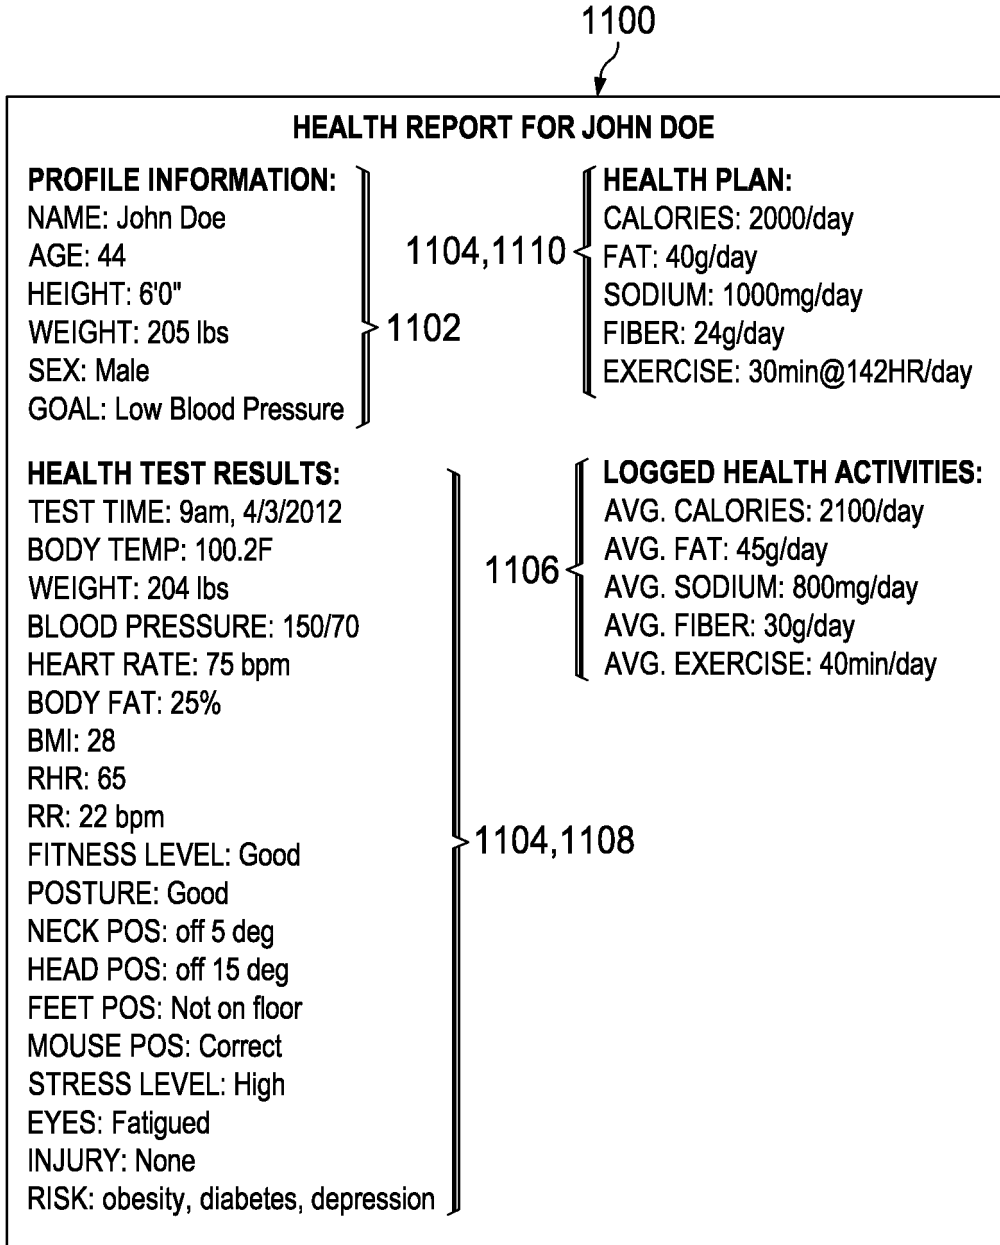 1100
HEALTH REPORT FOR JOHN DOE
PROFILE INFORMATION:
NAME: John Doe
AGE: 44
HEIGHT: 6'0"
WEIGHT: 205 lbs
SEX: Male
GOAL: Low Blood Pressure
1102
1104,1110
HEALTH PLAN:
CALORIES: 2000/day
FAT: 40g/day
SODIUM: 1000mg/day
FIBER: 24g/day
EXERCISE: 30min@142HR/day
HEALTH TEST RESULTS:
TEST TIME: 9am, 4/3/2012
BODY TEMP: 100.2F
WEIGHT: 204 lbs
BLOOD PRESSURE: 150/70
HEART RATE: 75 bpm
BODY FAT: 25%
BMI: 28
RHR: 65
RR: 22 bpm
FITNESS LEVEL: Good
POSTURE: Good
NECK POS: off 5 deg
HEAD POS: off 15 deg
FEET POS: Not on floor
MOUSE POS: Correct
STRESS LEVEL: High
EYES: Fatigued
INJURY: None
RISK: obesity, diabetes, depression
1104,1108
1106
LOGGED HEALTH ACTIVITIES:
AVG. CALORIES: 2100/day
AVG. FAT: 45g/day
AVG. SODIUM: 800mg/day
AVG. FIBER: 30g/day
AVG. EXERCISE: 40min/day